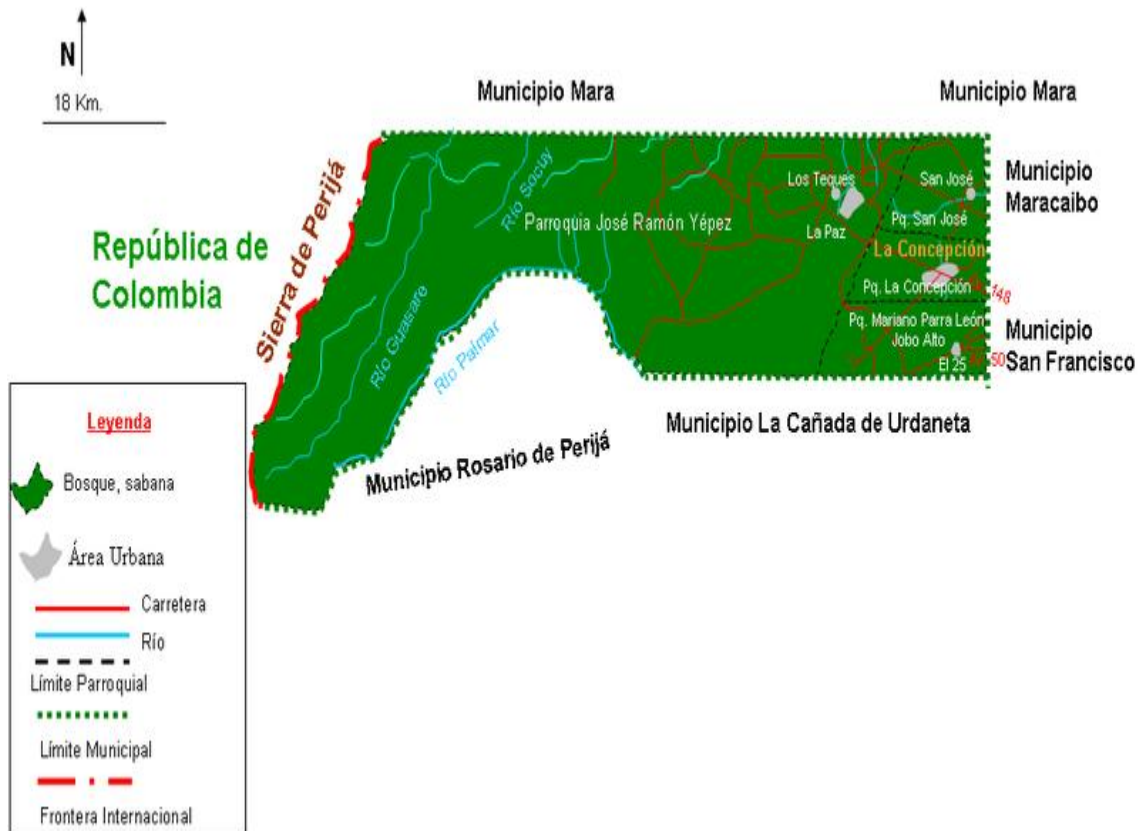 N
18 Km.
Municipio Mara
Municipio Mara
Municipio
Maracaibo
República de
Colombia
Sierra de Perijá
Río Socuy
Parroquia José Ramón Yépez
Los Teques
La Paz
San José
Pq. San José
La Concepción
Pq. La Concepción
148
Río Guasare
Río Palmar
Pq. Mariano Parra León
Jobo Alto
El 25
50
Municipio
San Francisco
Municipio La Cañada de Urdaneta
Municipio Rosario de Perijá
Leyenda
Bosque, sabana
Área Urbana
Carretera
Río
Límite Parroquial
Límite Municipal
Frontera Internacional